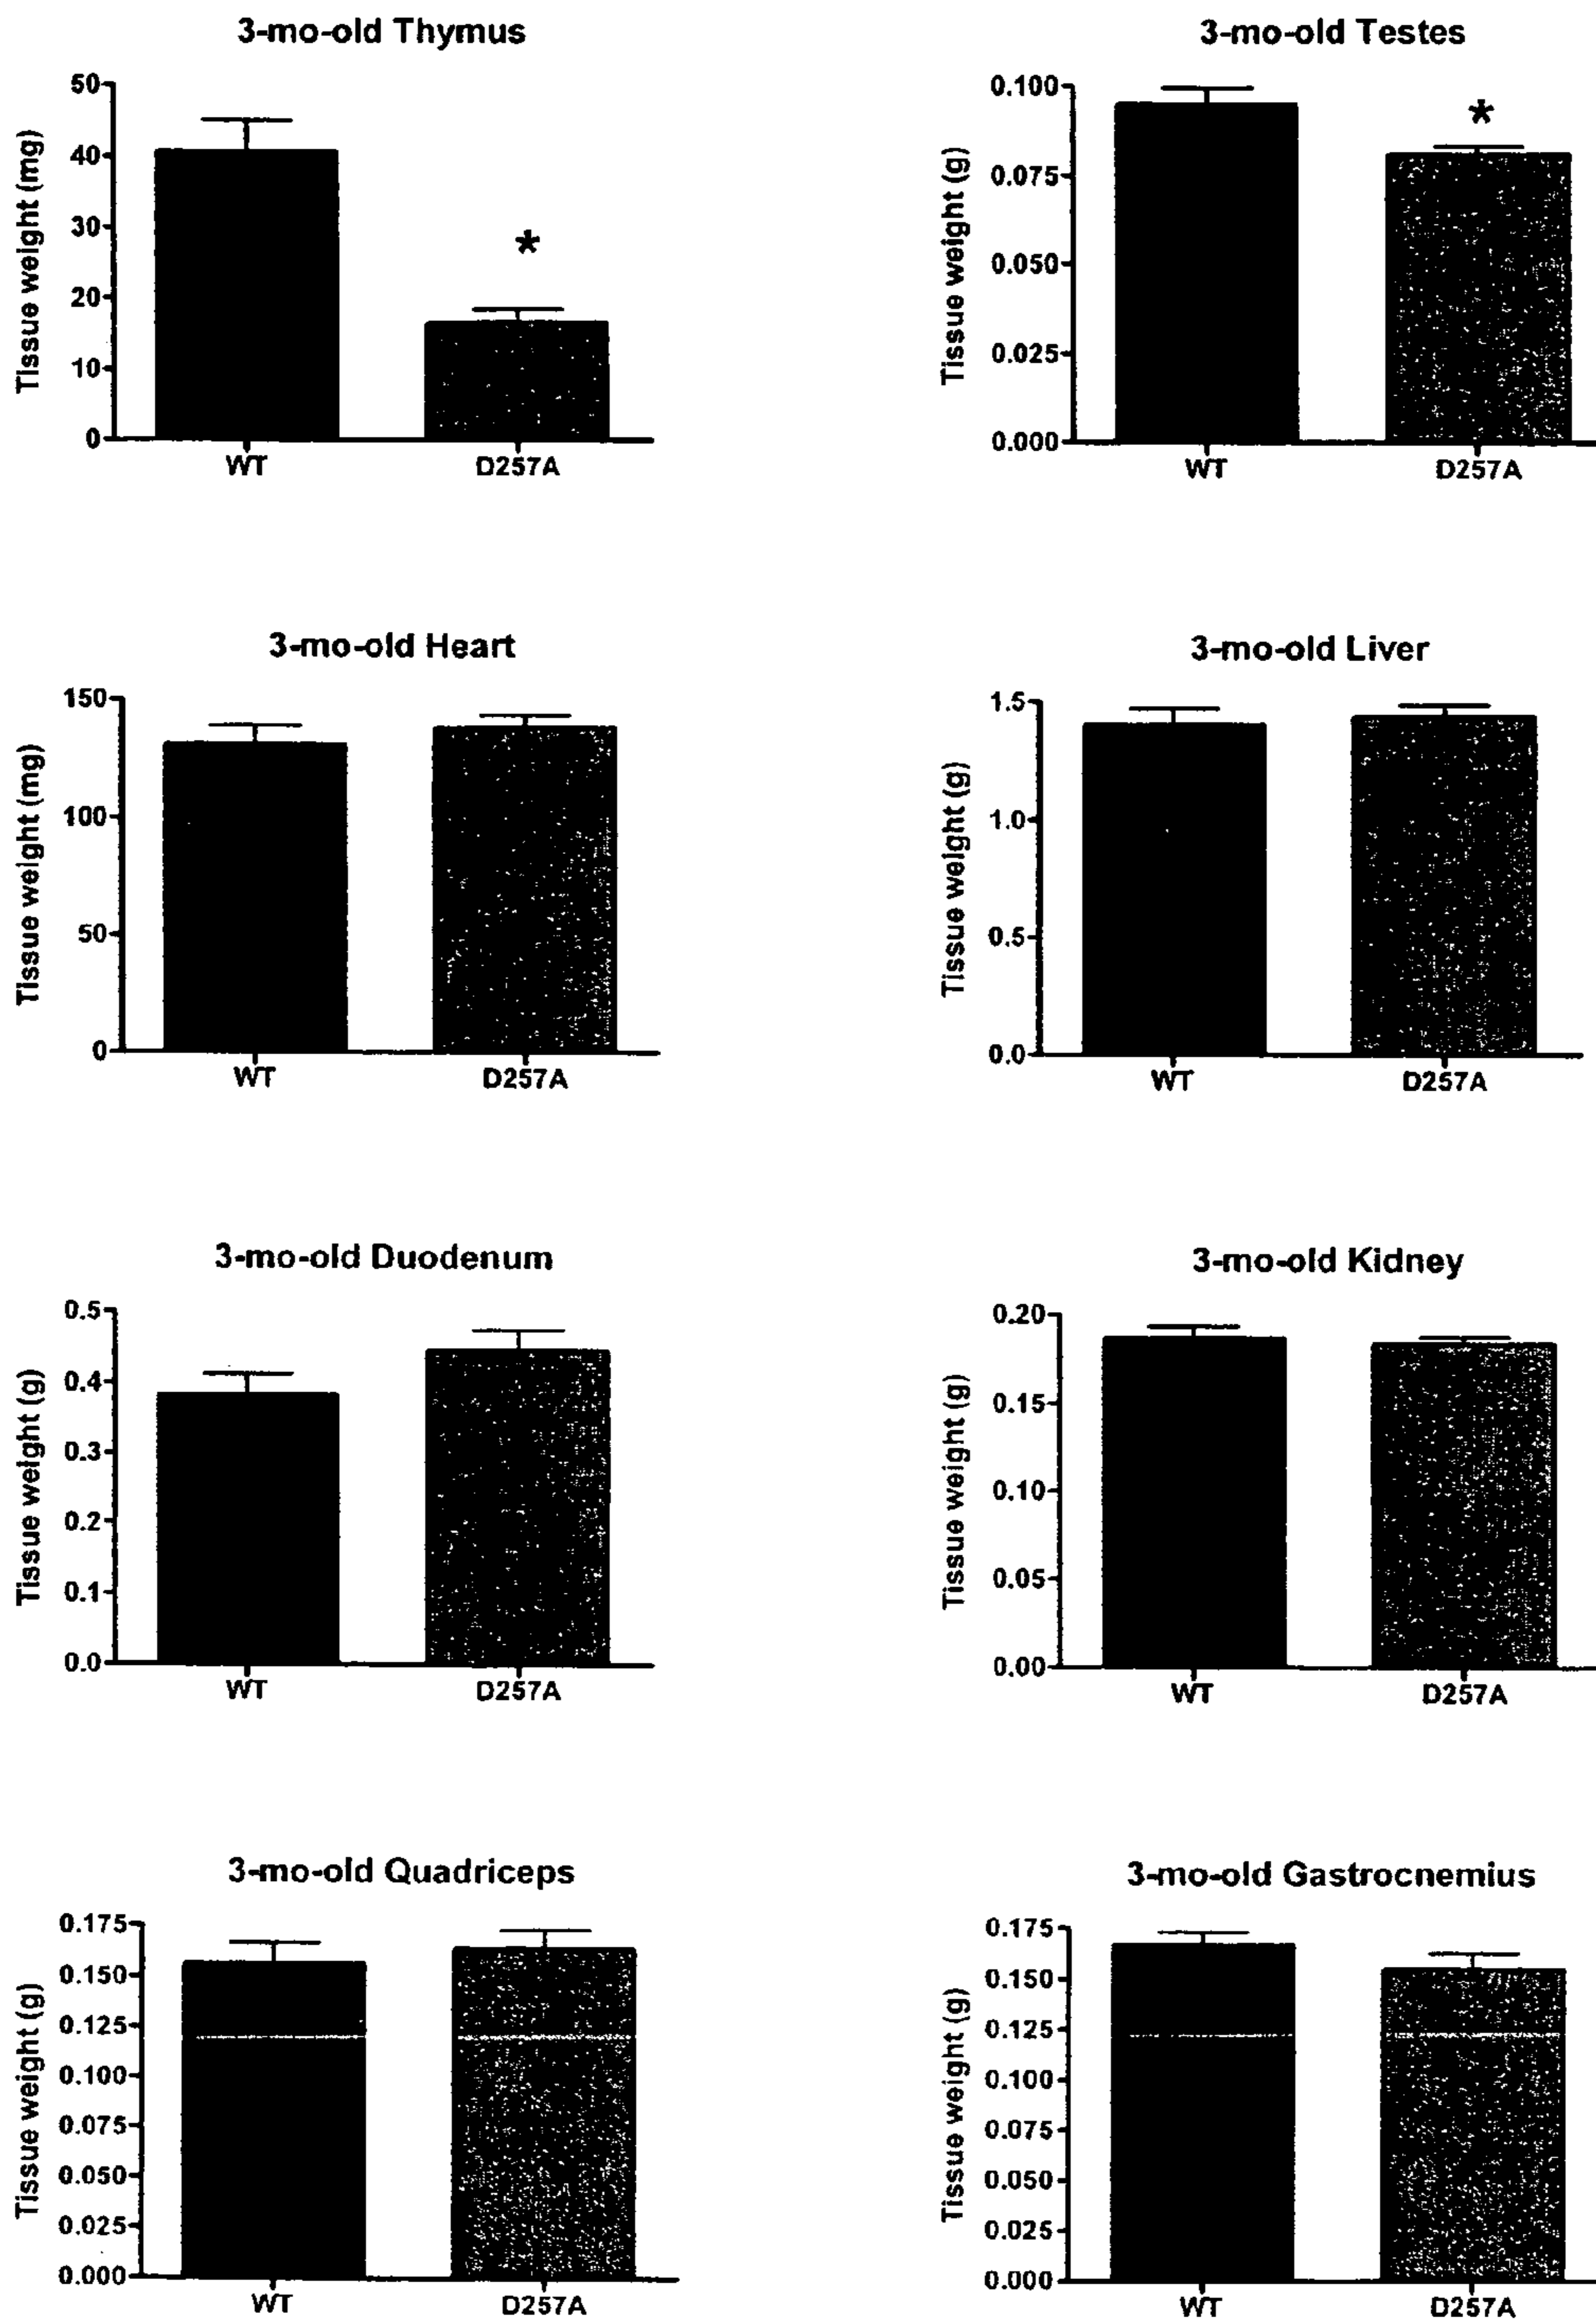 3-mo-old Thymus
Tissue weight (mg)
50
40
30
20
10
0
*
WT
D257A
3-mo-old Testes
Tissue weight (g)
0.100
0.075
0.050
0.025
0.000
*
WT
D257A
3-mo-old Heart
Tissue weight (mg)
150
100
50
0
WT
D257A
3-mo-old Liver
Tissue weight (g)
1.5
1.0
0.5
0.0
WT
D257A
3-mo-old Duodenum
Tissue weight (g)
0.5
0.4
0.3
0.2
0.1
0.0
WT
D257A
3-mo-old Kidney
Tissue weight (g)
0.20
0.15
0.10
0.05
0.00
WT
D257A
3-mo-old Quadriceps
Tissue weight (g)
0.175
0.150
0.125
0.100
0.075
0.050
0.025
0.000
WT
D257A
3-mo-old Gastrocnemius
Tissue weight (g)
0.175
0.150
0.125
0.100
0.075
0.050
0.025
0.000
WT
D257A